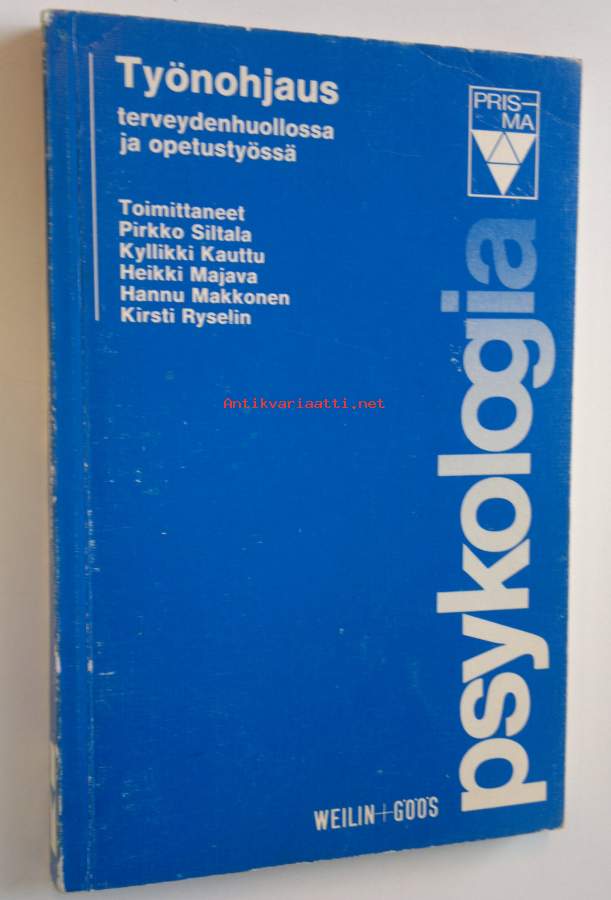 Työnohjaus
terveydenhuollossa
ja opetustyössä
PRIS-
MA
Toimittaneet
Pirkko Siltala
Kyllikki Kauttu
Heikki Majava
Hannu Makkonen
Kirsti Ryselin
psykologia
Antikvariaatti.net
WEILIN+GÖÖS